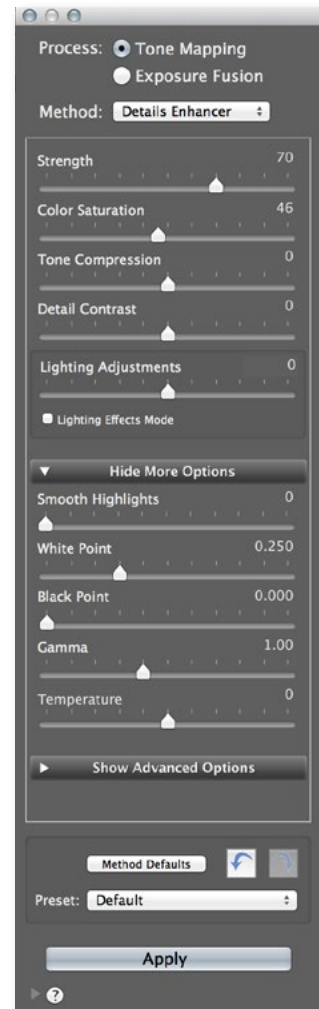 Process: Tone Mapping
Exposure Fusion
Method: Details Enhancer
Strength 70
Color Saturation 46
Tone Compression 0
Detail Contrast 0
Lighting Adjustments 0
Lighting Effects Mode
Hide More Options
Smooth Highlights 0
White Point 0.250
Black Point 0.000
Gamma 1.00
Temperature 0
Show Advanced Options
Method Defaults
Preset: Default
Apply
?